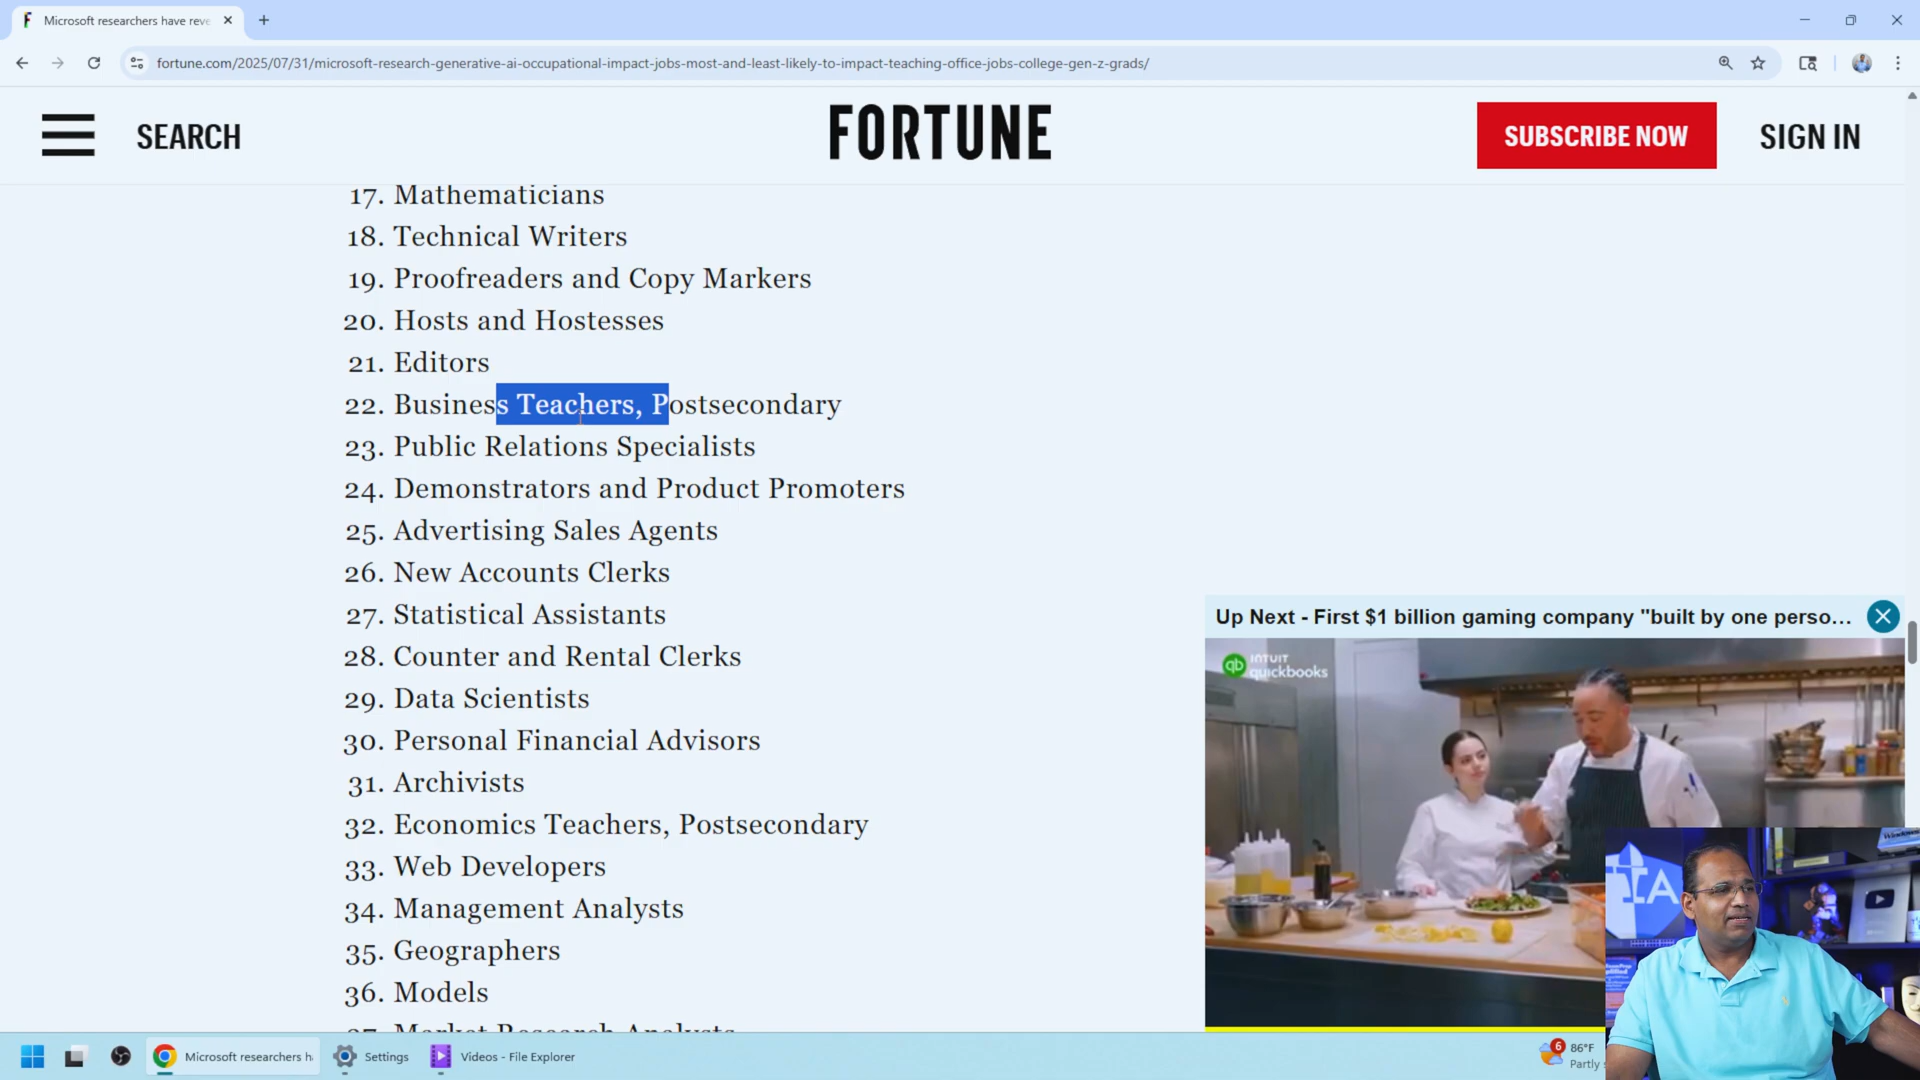 Microsoft researchers have reve
fortune.com/2025/07/31/microsoft-research-generative-ai-occupational-impact-jobs-most-and-least-likely-to-impact-teaching-office-jobs-college-gen-z-grads/
SEARCH
FORTUNE
SUBSCRIBE NOW
SIGN IN
17. Mathematicians
18. Technical Writers
19. Proofreaders and Copy Markers
20. Hosts and Hostesses
21. Editors
22. Business Teachers, Postsecondary
23. Public Relations Specialists
24. Demonstrators and Product Promoters
25. Advertising Sales Agents
26. New Accounts Clerks
27. Statistical Assistants
28. Counter and Rental Clerks
29. Data Scientists
30. Personal Financial Advisors
31. Archivists
32. Economics Teachers, Postsecondary
33. Web Developers
34. Management Analysts
35. Geographers
36. Models
37. Market Research Analysts
Up Next - First $1 billion gaming company "built by one perso...
qb INTUIT
quickbooks
Microsoft researchers h
Settings
Videos - File Explorer
6
86°F
Partly